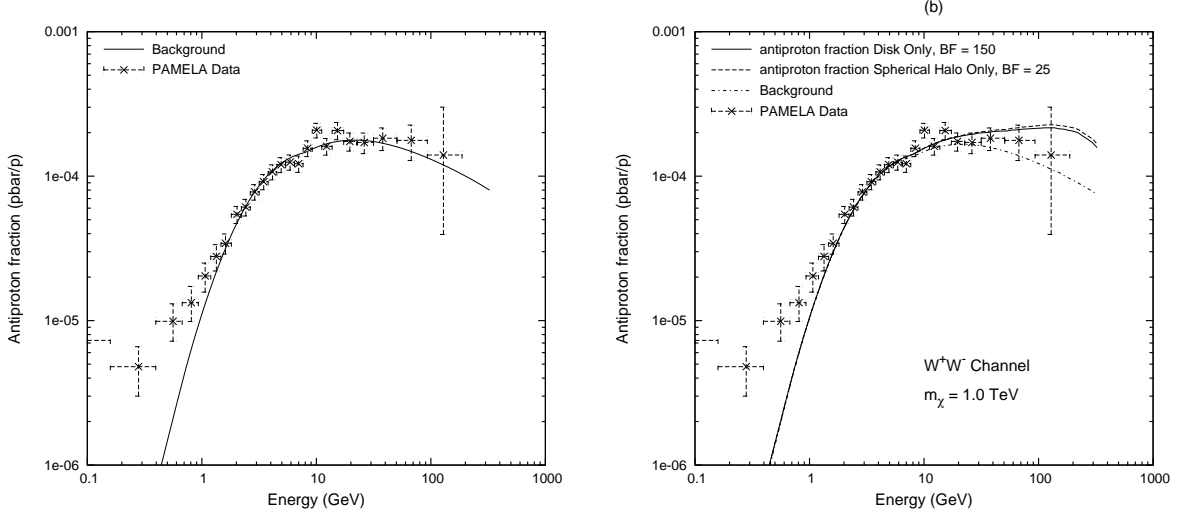 0.001
1e-04
1e-05
1e-06
0.1
1
10
100
1000
Antiproton fraction (pbar/p)
Energy (GeV)
Background
PAMELA Data
(b)
0.001
1e-04
1e-05
1e-06
0.1
1
10
100
1000
Antiproton fraction (pbar/p)
Energy (GeV)
antiproton fraction Disk Only, BF = 150
antiproton fraction Spherical Halo Only, BF = 25
Background
PAMELA Data
W⁺W⁻ Channel
m_χ = 1.0 TeV